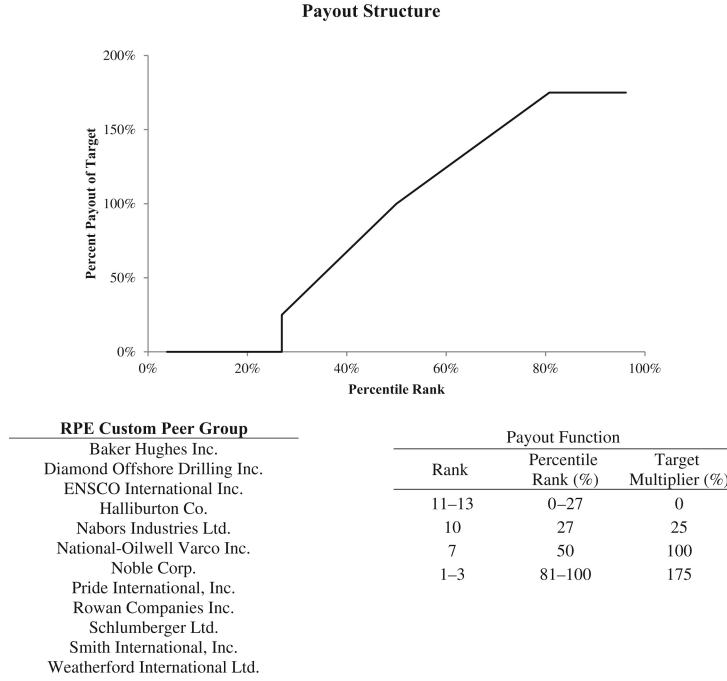 Payout Structure
200%
150%
100%
50%
0%
Percent Payout of Target
0% 20% 40% 60% 80% 100%
Percentile Rank
RPE Custom Peer Group
Baker Hughes Inc.
Diamond Offshore Drilling Inc.
ENSCO International Inc.
Halliburton Co.
Nabors Industries Ltd.
National-Oilwell Varco Inc.
Noble Corp.
Pride International, Inc.
Rowan Companies Inc.
Schlumberger Ltd.
Smith International, Inc.
Weatherford International Ltd.
Payout Function
Rank Percentile Rank (%) Target Multiplier (%)
11–13 0–27 0
10 27 25
7 50 100
1–3 81–100 175